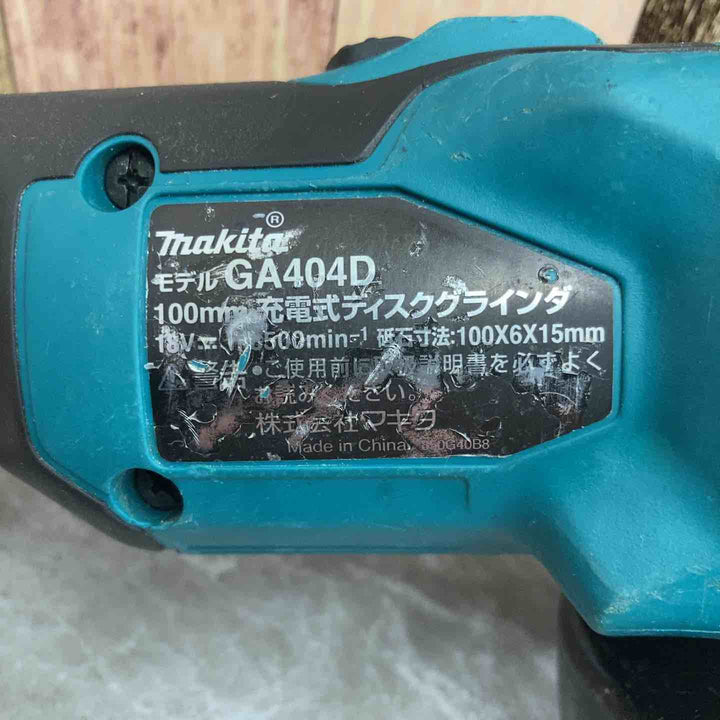 makita®
モデル GA404D
100mm 充電式ディスクグラインダ
18V 砥石寸法:100X6X15mm
警告 •ご使用前に 説明書を必ずよく
お読みください。
株式会社マキタ
Made in China